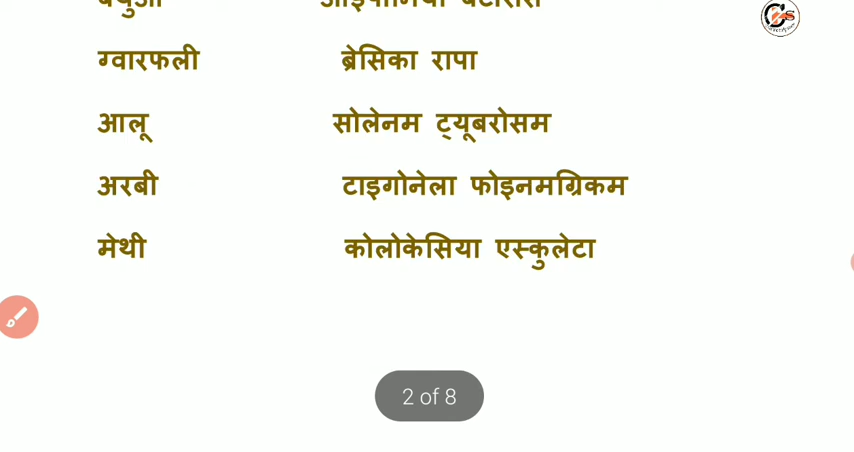 ग्वारफली ब्रेसिका रापा
आलू सोलेनम ट्यूबरोसम
अरबी टाइगोनेला फोइनमग्रिकम
मेथी कोलोकेसिया एस्कुलेटा
2 of 8